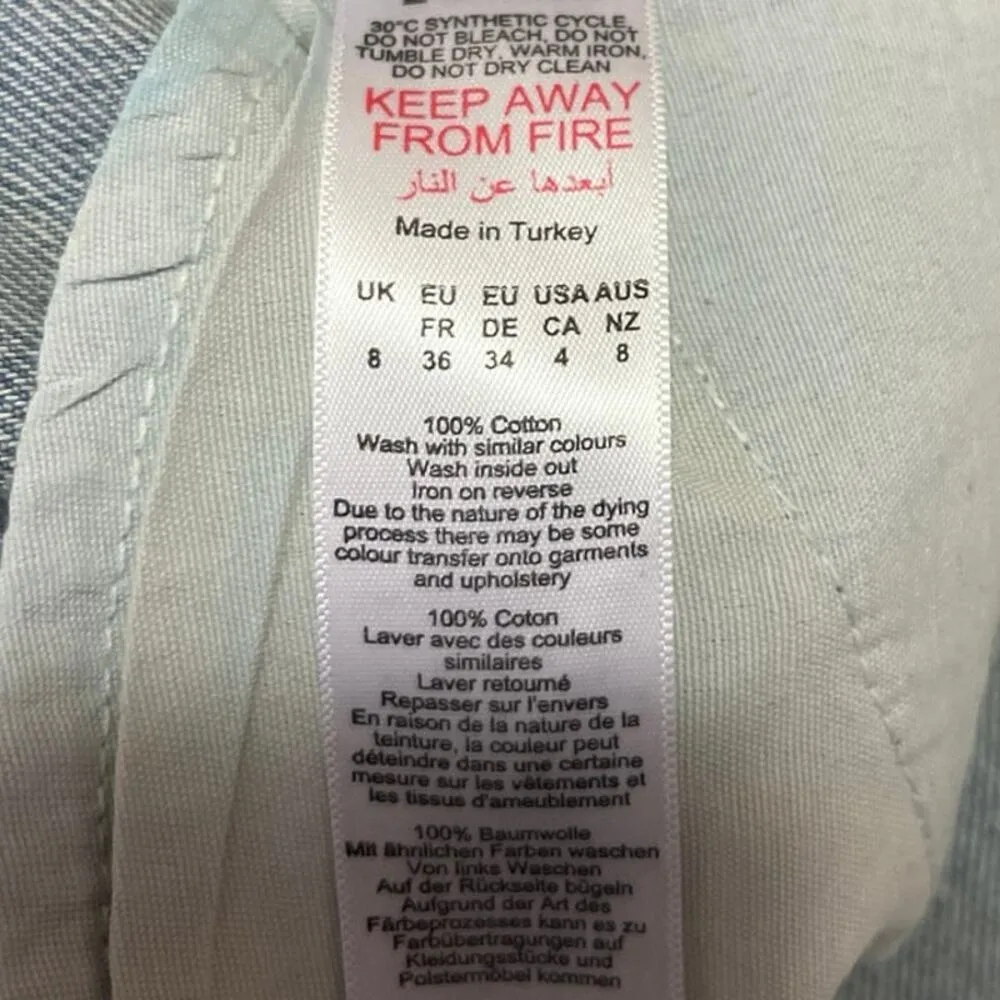 30°C SYNTHETIC CYCLE,
DO NOT BLEACH, DO NOT
TUMBLE DRY, WARM IRON,
DO NOT DRY CLEAN
KEEP AWAY
FROM FIRE
أبعدها عن النار
Made in Turkey
UK EU EU USA AUS
FR DE CA NZ
8 36 34 4 8
100% Cotton
Wash with similar colours
Wash inside out
Iron on reverse
Due to the nature of the dying
process there may be some
colour transfer onto garments
and upholstery
100% Coton
Laver avec des couleurs
similaires
Laver retourné
Repasser sur l'envers
En raison de la nature de la
teinture, la couleur peut
déteindre dans une certaine
mesure sur les vêtements et
les tissus d'ameublement
100% Baumwolle
Mit ähnlichen Farben waschen
Von links Waschen
Auf der Rückseite bügeln
Aufgrund der Art des
Färbeprozesses kann es zu
Farbübertragungen auf
Kleidungsstücke und
Polstermöbel kommen